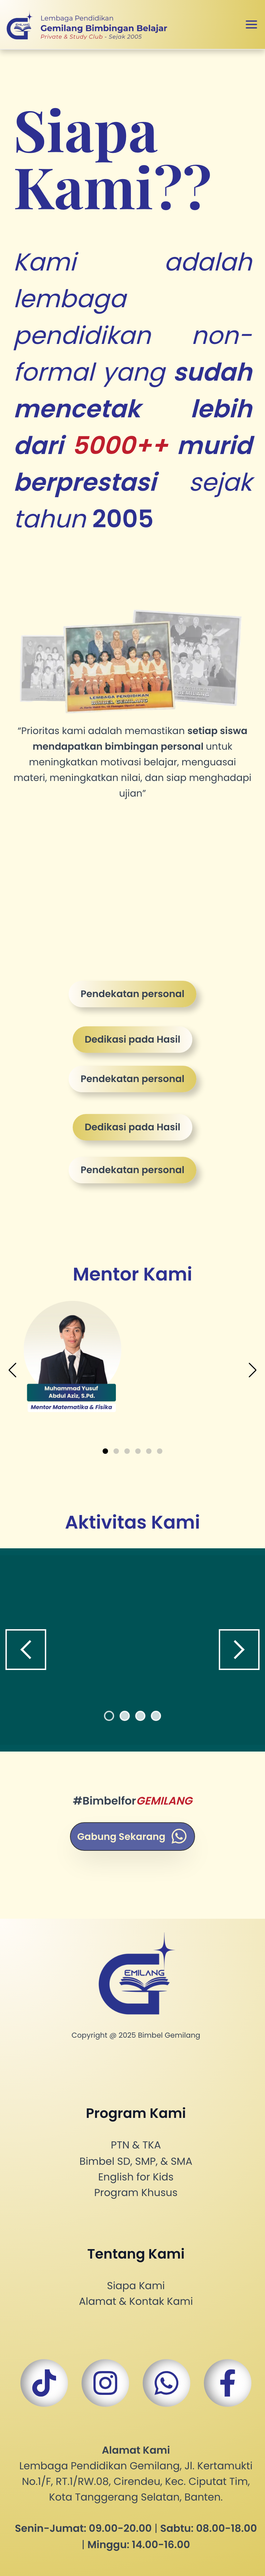 Lembaga Pendidikan
Gemilang Bimbingan Belajar
Private & Study Club - Sejak 2005
Siapa
Kami??
Kami adalah
lembaga
pendidikan non-
formal yang sudah
mencetak lebih
dari 5000++ murid
berprestasi sejak
tahun 2005
LEMBAGA PENDIDIKAN
“Prioritas kami adalah memastikan setiap siswa
mendapatkan bimbingan personal untuk
meningkatkan motivasi belajar, menguasai
materi, meningkatkan nilai, dan siap menghadapi
ujian”
Pendekatan personal
Dedikasi pada Hasil
Pendekatan personal
Dedikasi pada Hasil
Pendekatan personal
Mentor Kami
Muhammad Yusuf
Abdul Aziz, S.Pd.
Mentor Matematika & Fisika
Aktivitas Kami
#BimbelforGEMILANG
Gabung Sekarang
EMILANG
Copyright @ 2025 Bimbel Gemilang
Program Kami
PTN & TKA
Bimbel SD, SMP, & SMA
English for Kids
Program Khusus
Tentang Kami
Siapa Kami
Alamat & Kontak Kami
Alamat Kami
Lembaga Pendidikan Gemilang, Jl. Kertamukti
No.1/F, RT.1/RW.08, Cirendeu, Kec. Ciputat Tim,
Kota Tanggerang Selatan, Banten.
Senin-Jumat: 09.00-20.00 | Sabtu: 08.00-18.00
| Minggu: 14.00-16.00